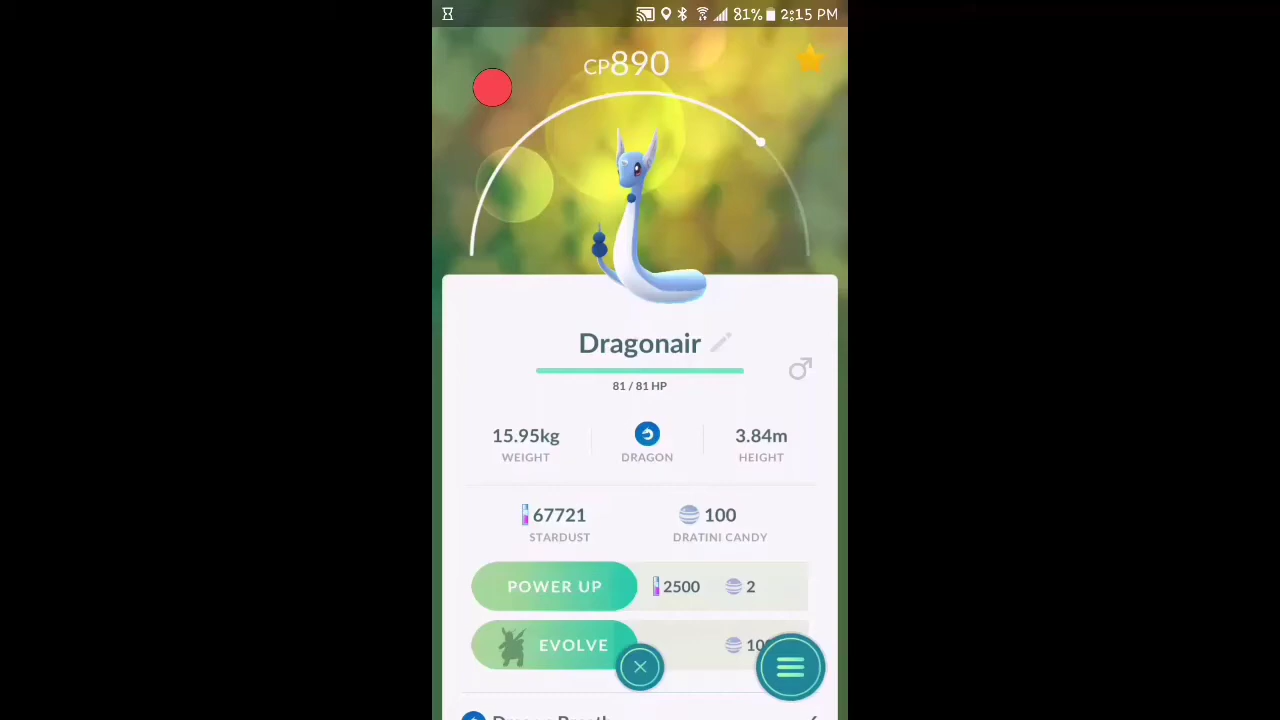 81% 2:15 PM
CP890
Dragonair
81 / 81 HP
15.95kg 3.84m
WEIGHT DRAGON HEIGHT
67721 100
STARDUST DRATINI CANDY
POWER UP 2500 2
EVOLVE